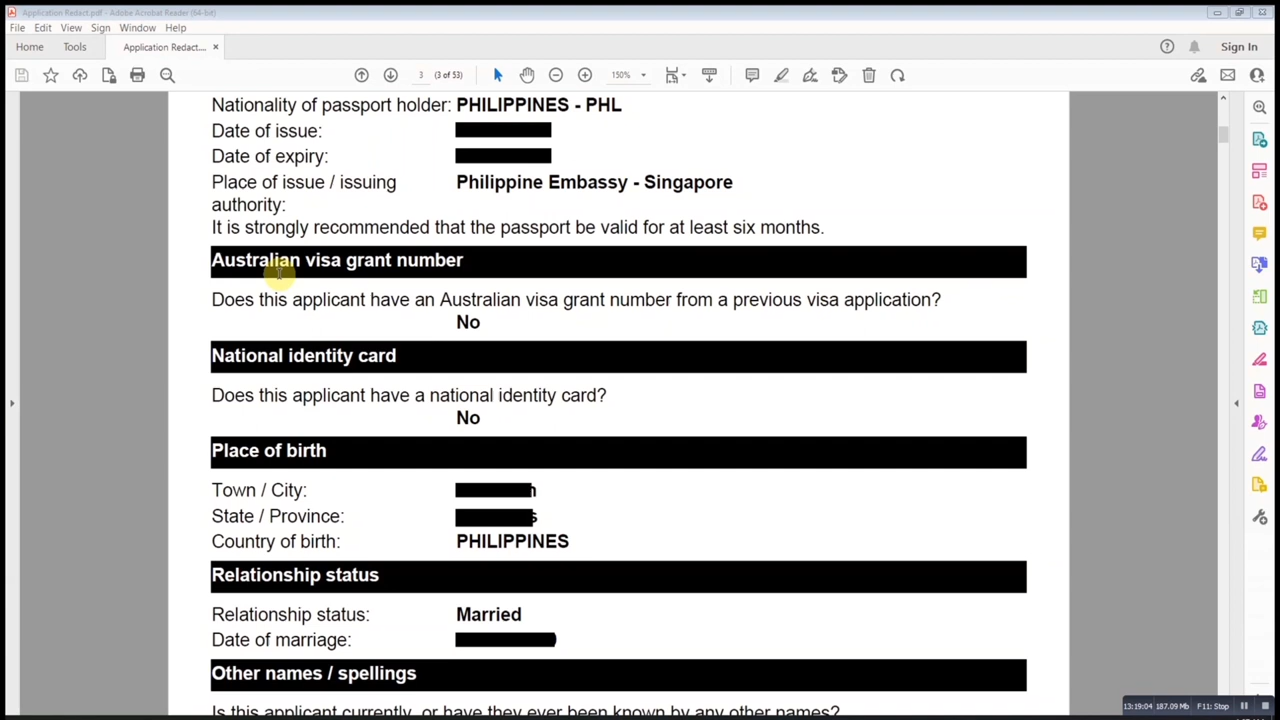 Application Redact.pdf - Adobe Acrobat Reader (64-bit)
File Edit View Sign Window Help
Home Tools Application Redact.... × Sign In
3 (3 of 53) 150%
Nationality of passport holder: PHILIPPINES - PHL
Date of issue:
Date of expiry:
Place of issue / issuing Philippine Embassy - Singapore
authority:
It is strongly recommended that the passport be valid for at least six months.
Australian visa grant number
Does this applicant have an Australian visa grant number from a previous visa application?
No
National identity card
Does this applicant have a national identity card?
No
Place of birth
Town / City:
State / Province:
Country of birth: PHILIPPINES
Relationship status
Relationship status: Married
Date of marriage:
Other names / spellings
Is this applicant currently, or have they ever been known by any other names?
13:19:04 187.09 Mb F11: Stop